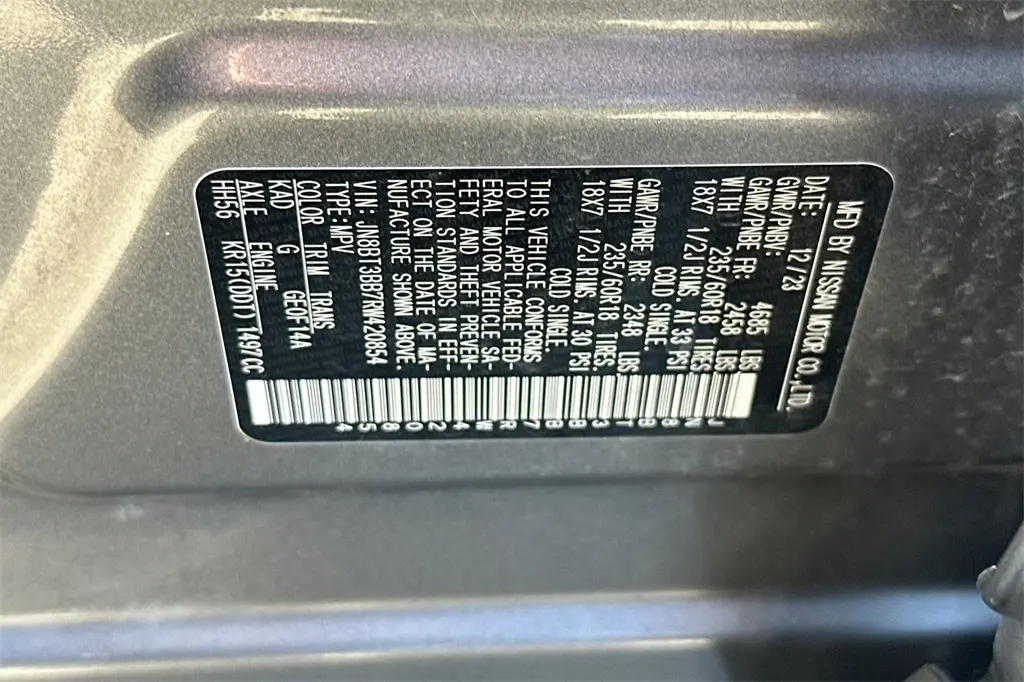 MFD BY NISSAN MOTOR CO.,LTD.
DATE: 12/23
GVWR/PNBV: 4685 LBS
GAWR/PNBE FR: 2458 LBS
WITH 235/60R18 TIRES
18X7 1/2J RIMS. AT 33 PSI
COLD SINGLE.
GAWR/PNBE RR: 2348 LBS
WITH 235/60R18 TIRES.
18X7 1/2J RIMS. AT 30 PSI
COLD SINGLE.
THIS VEHICLE CONFORMS
TO ALL APPLICABLE FED-
ERAL MOTOR VEHICLE SA-
FETY AND THEFT PREVEN-
TION STANDARDS IN EFF-
ECT ON THE DATE OF MA-
NUFACTURE SHOWN ABOVE.
VIN: JN8BT3BB7RW420854
TYPE:MPV
COLOR TRIM TRANS
KAD G GE0F14A
AXLE ENGINE
HH56 KR15(DDT) 1497CC
JN8BT3BB7RW420854